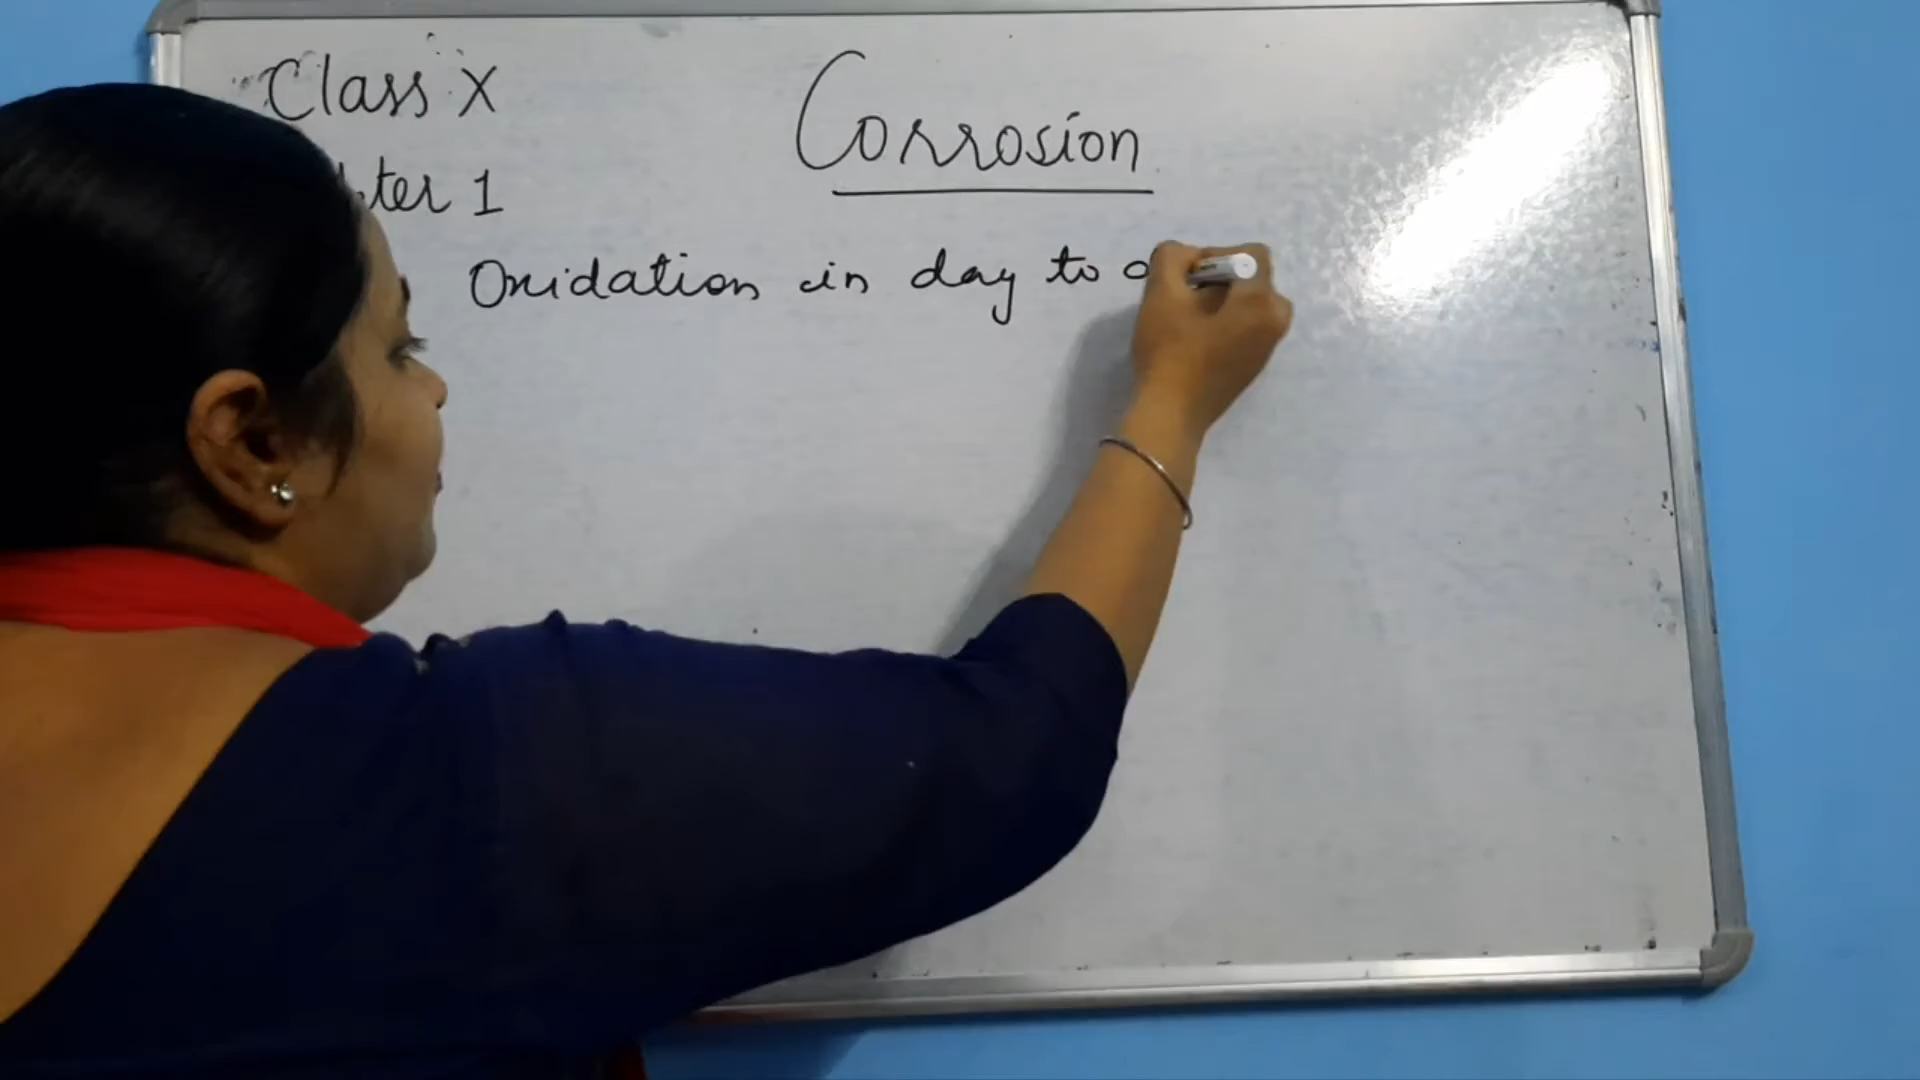 Class X
Corrosion
ter 1
Oxidation in day to